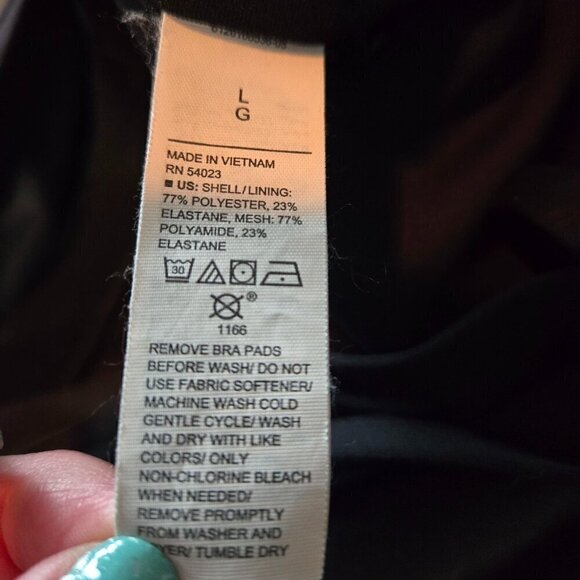 L
G
MADE IN VIETNAM
RN 54023
■ US: SHELL/LINING:
77% POLYESTER, 23%
ELASTANE, MESH: 77%
POLYAMIDE, 23%
ELASTANE
30
®
1166
REMOVE BRA PADS
BEFORE WASH/ DO NOT
USE FABRIC SOFTENER/
MACHINE WASH COLD
GENTLE CYCLE/ WASH
AND DRY WITH LIKE
COLORS/ ONLY
NON-CHLORINE BLEACH
WHEN NEEDED/
REMOVE PROMPTLY
FROM WASHER AND
TUMBLE DRY